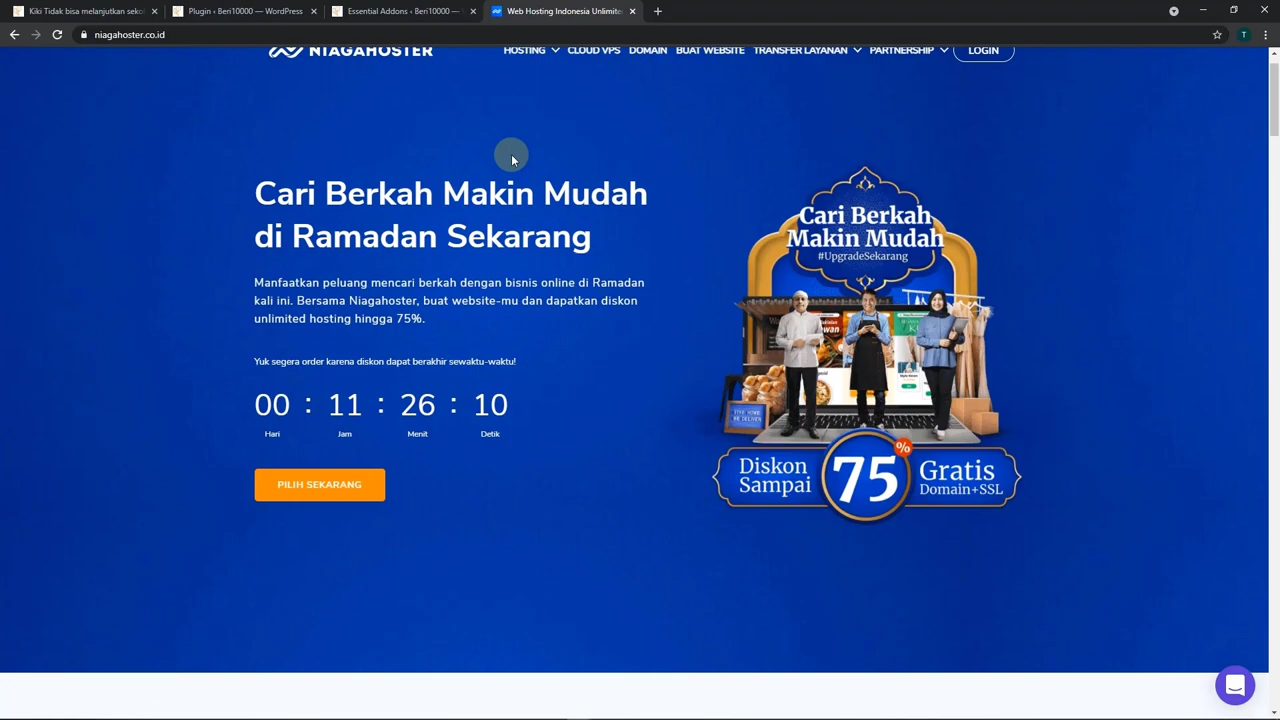 Kiki Tidak bisa melanjutkan seko
Plugin ‹ Beri10000 — WordPress
Essential Addons ‹ Beri10000 —
Web Hosting Indonesia Unlimite
niagahoster.co.id
T
NIAGAHOSTER
HOSTING
CLOUD VPS
DOMAIN
BUAT WEBSITE
TRANSFER LAYANAN
PARTNERSHIP
LOGIN
Cari Berkah Makin Mudah
di Ramadan Sekarang
Manfaatkan peluang mencari berkah dengan bisnis online di Ramadan
kali ini. Bersama Niagahoster, buat website-mu dan dapatkan diskon
unlimited hosting hingga 75%.
Yuk segera order karena diskon dapat berakhir sewaktu-waktu!
00 : 11 : 26 : 10
Hari Jam Menit Detik
PILIH SEKARANG
Cari Berkah
Makin Mudah
#UpgradeSekarang
Diskon
Sampai
75%
Gratis
Domain+SSL